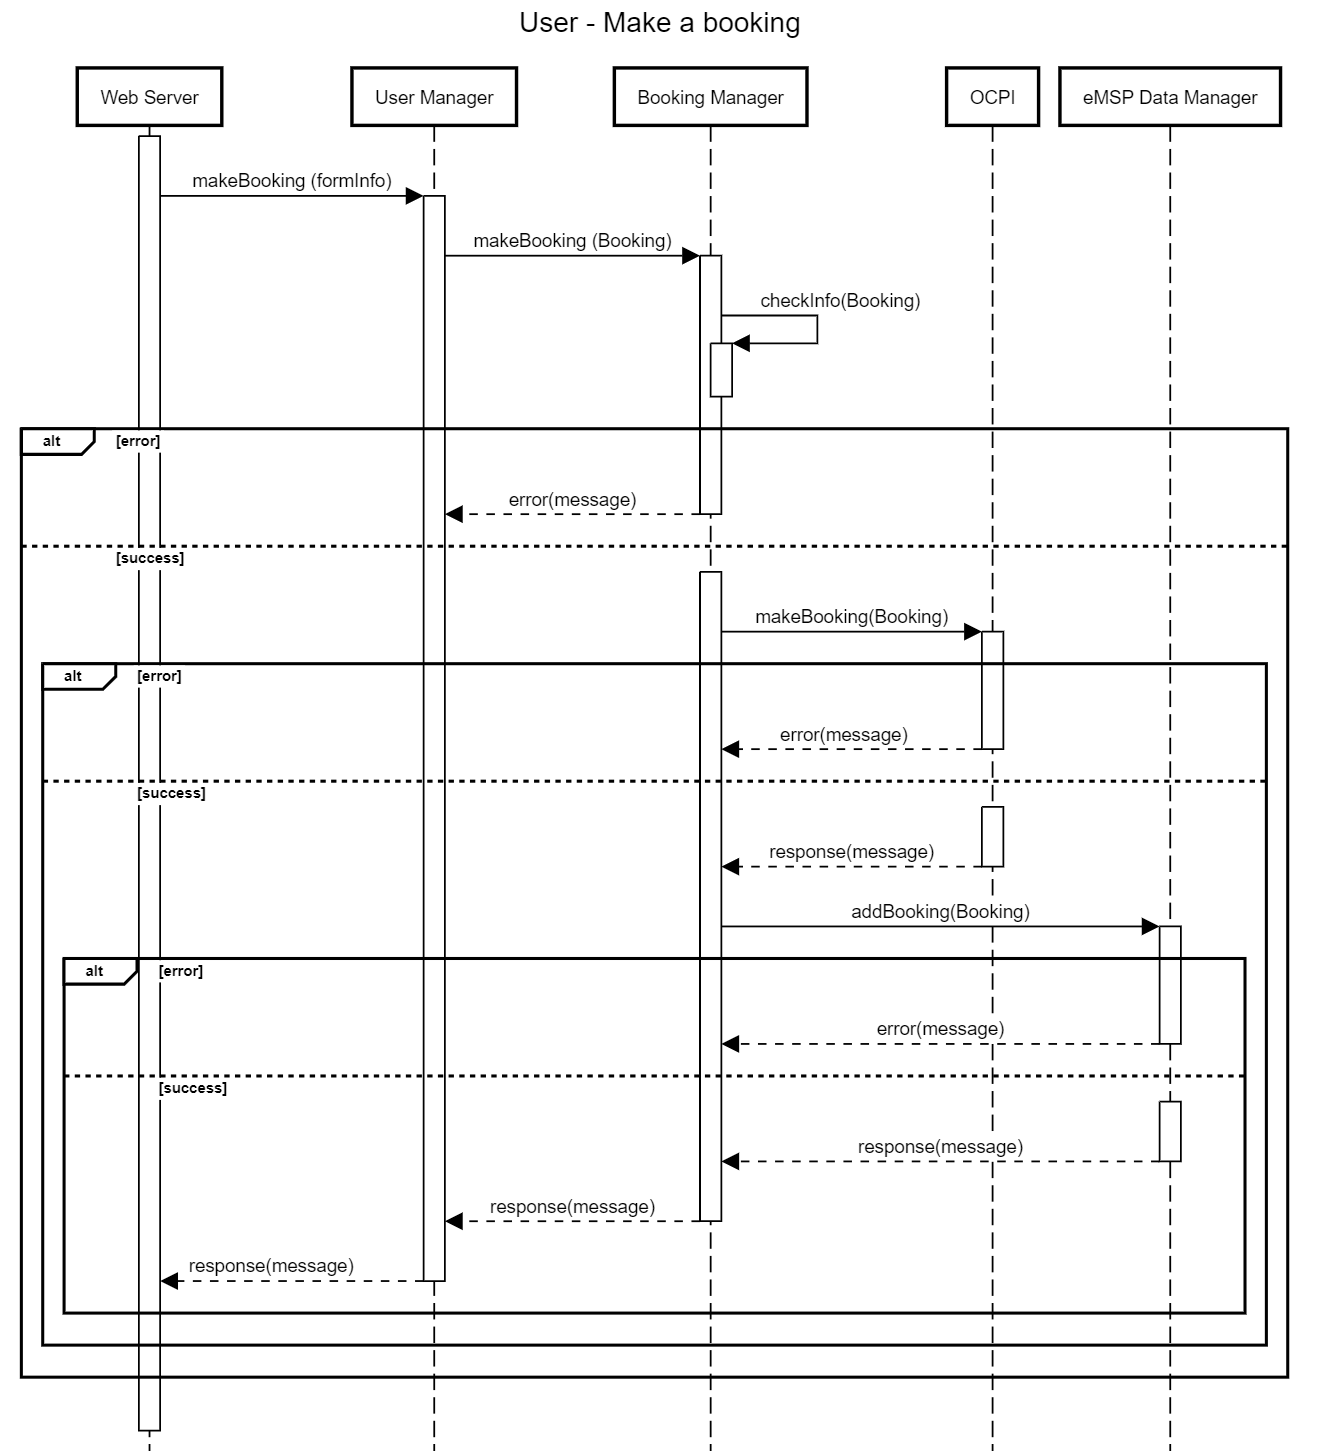 User - Make a booking
Web Server
User Manager
Booking Manager
OCPI
eMSP Data Manager
makeBooking (formInfo)
makeBooking (Booking)
checkInfo(Booking)
alt
[error]
error(message)
[success]
makeBooking(Booking)
alt
[error]
error(message)
[success]
response(message)
addBooking(Booking)
alt
[error]
error(message)
[success]
response(message)
response(message)
response(message)